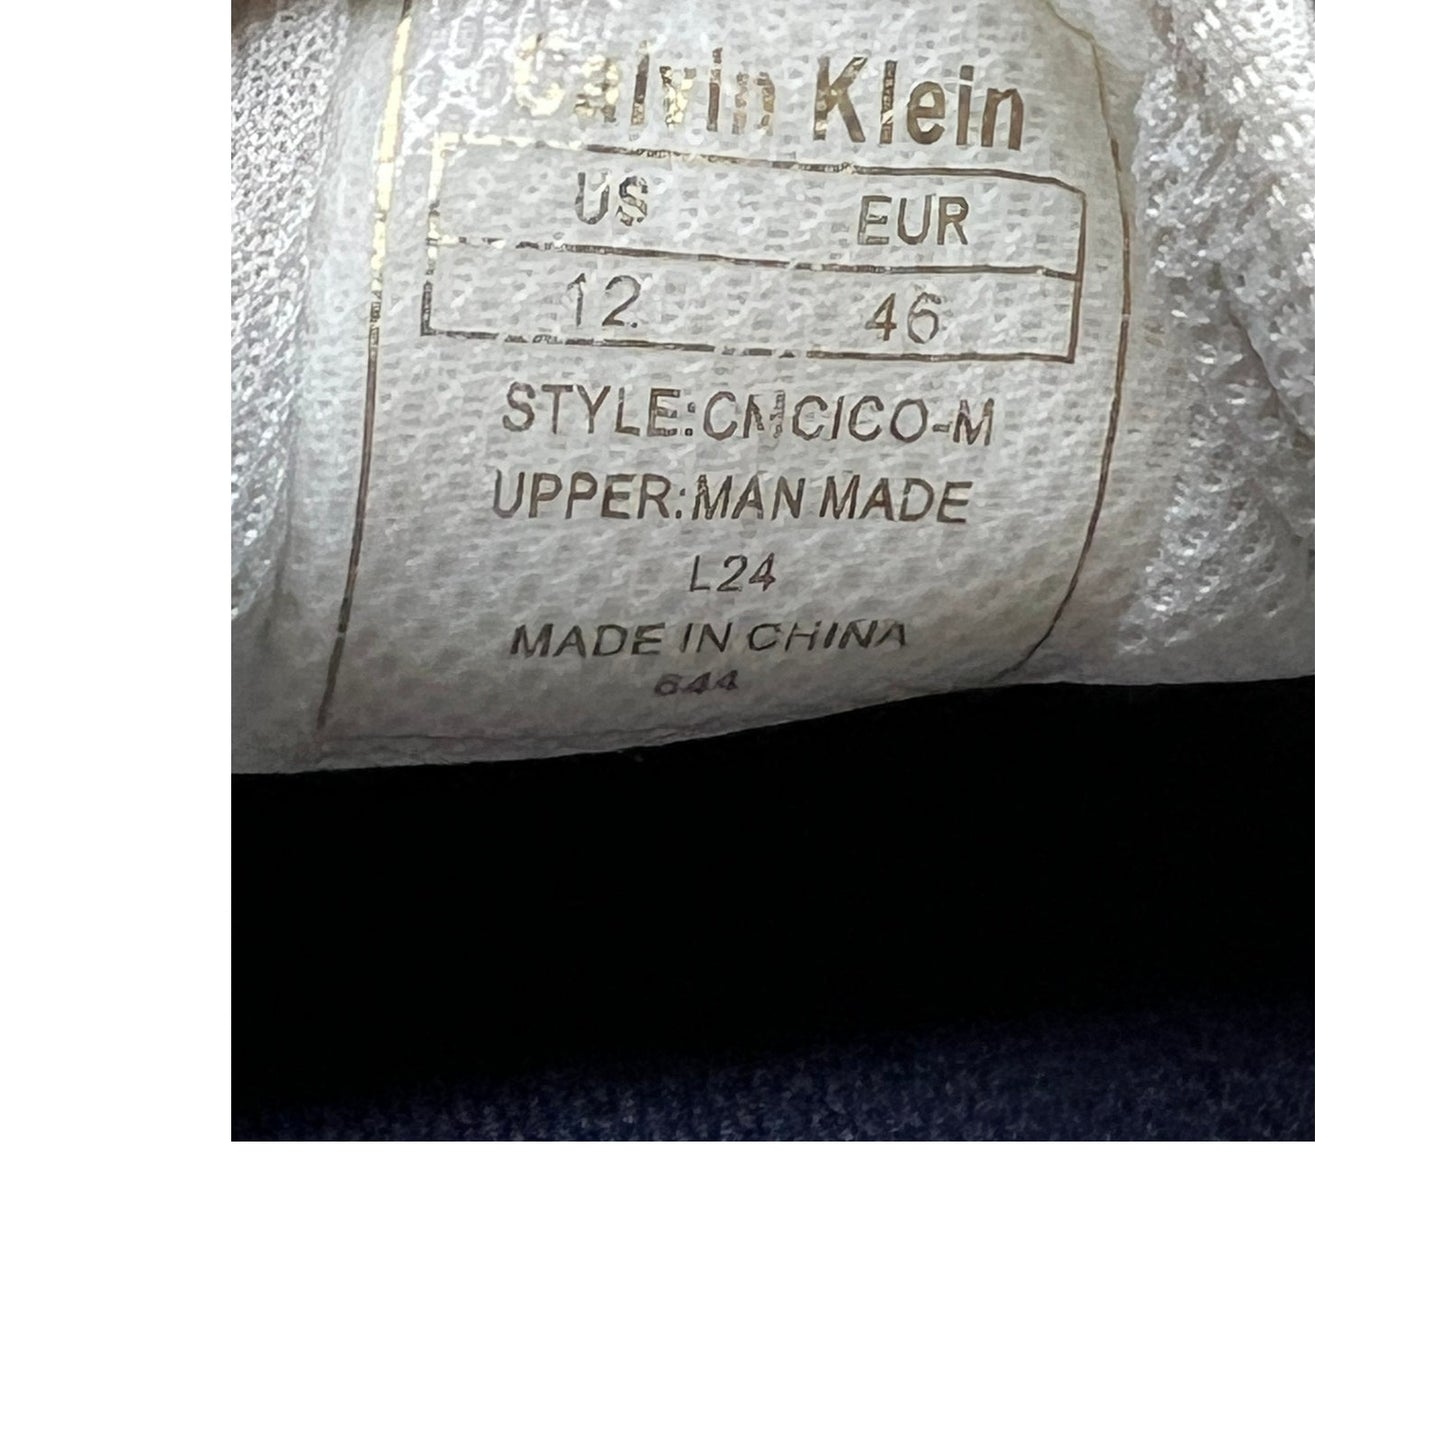 Calvin Klein
US EUR
12 46
STYLE:CMCICO-M
UPPER:MAN MADE
L24
MADE IN CHINA
644